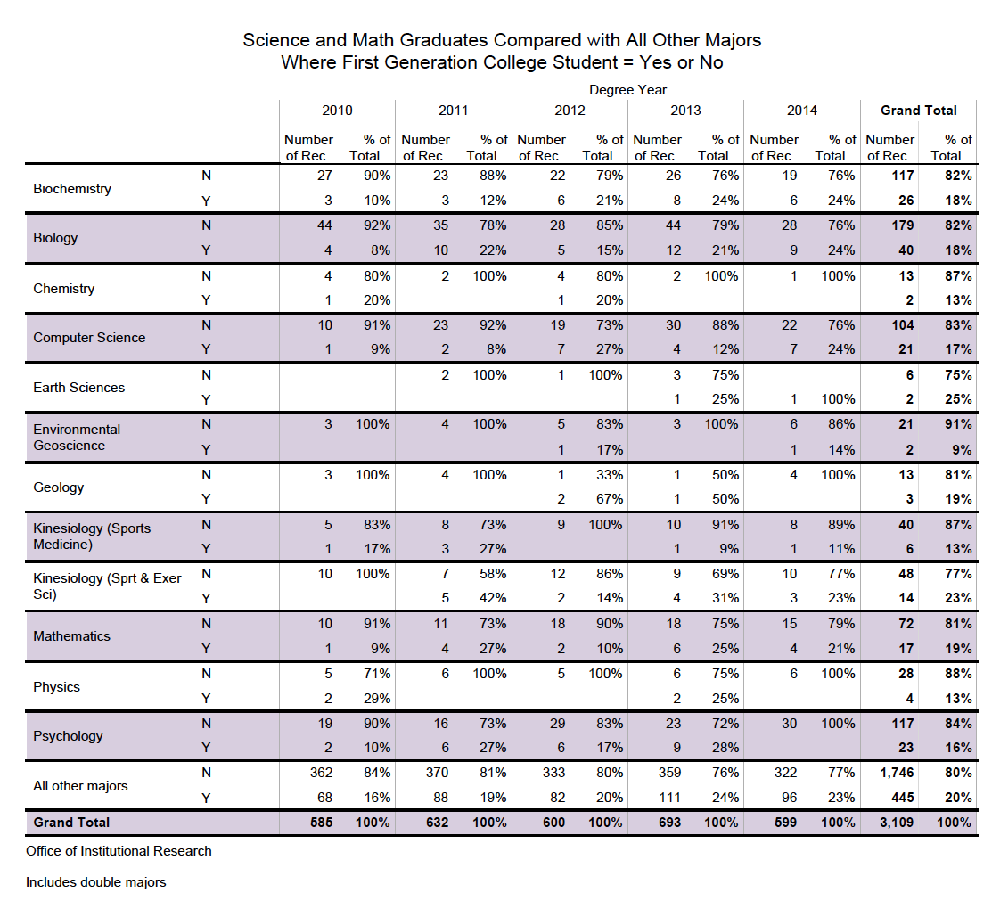 Science and Math Graduates Compared with All Other Majors
Where First Generation College Student = Yes or No
Degree Year
2010 2011 2012 2013 2014 Grand Total
Number % of Number % of Number % of Number % of Number % of Number % of
of Rec.. Total .. of Rec.. Total .. of Rec.. Total .. of Rec.. Total .. of Rec.. Total .. of Rec.. Total ..
Biochemistry
N 27 90% 23 88% 22 79% 26 76% 19 76% 117 82%
Y 3 10% 3 12% 6 21% 8 24% 6 24% 26 18%
Biology
N 44 92% 35 78% 28 85% 44 79% 28 76% 179 82%
Y 4 8% 10 22% 5 15% 12 21% 9 24% 40 18%
Chemistry
N 4 80% 2 100% 4 80% 2 100% 1 100% 13 87%
Y 1 20% 1 20% 2 13%
Computer Science
N 10 91% 23 92% 19 73% 30 88% 22 76% 104 83%
Y 1 9% 2 8% 7 27% 4 12% 7 24% 21 17%
Earth Sciences
N 2 100% 1 100% 3 75% 6 75%
Y 1 25% 1 100% 2 25%
Environmental
Geoscience
N 3 100% 4 100% 5 83% 3 100% 6 86% 21 91%
Y 1 17% 1 14% 2 9%
Geology
N 3 100% 4 100% 1 33% 1 50% 4 100% 13 81%
Y 2 67% 1 50% 3 19%
Kinesiology (Sports
Medicine)
N 5 83% 8 73% 9 100% 10 91% 8 89% 40 87%
Y 1 17% 3 27% 1 9% 1 11% 6 13%
Kinesiology (Sprt & Exer
Sci)
N 10 100% 7 58% 12 86% 9 69% 10 77% 48 77%
Y 5 42% 2 14% 4 31% 3 23% 14 23%
Mathematics
N 10 91% 11 73% 18 90% 18 75% 15 79% 72 81%
Y 1 9% 4 27% 2 10% 6 25% 4 21% 17 19%
Physics
N 5 71% 6 100% 5 100% 6 75% 6 100% 28 88%
Y 2 29% 2 25% 4 13%
Psychology
N 19 90% 16 73% 29 83% 23 72% 30 100% 117 84%
Y 2 10% 6 27% 6 17% 9 28% 23 16%
All other majors
N 362 84% 370 81% 333 80% 359 76% 322 77% 1,746 80%
Y 68 16% 88 19% 82 20% 111 24% 96 23% 445 20%
Grand Total 585 100% 632 100% 600 100% 693 100% 599 100% 3,109 100%
Office of Institutional Research
Includes double majors